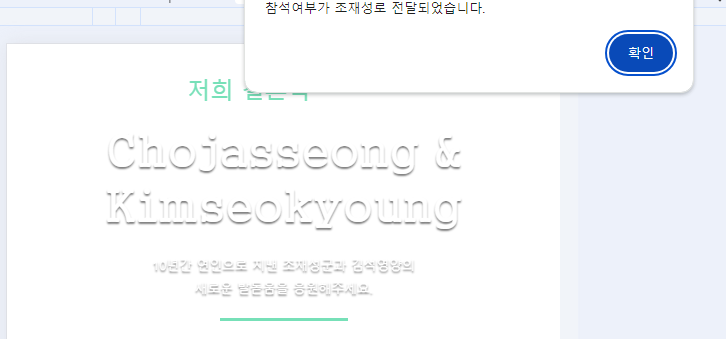 참석여부가 조재성로 전달되었습니다.
확인
저희 결혼식
Chojasseong &
Kimseokyoung
10년간 연인으로 지낸 조재성군과 김석영양의
새로운 발돋움을 응원해주세요.